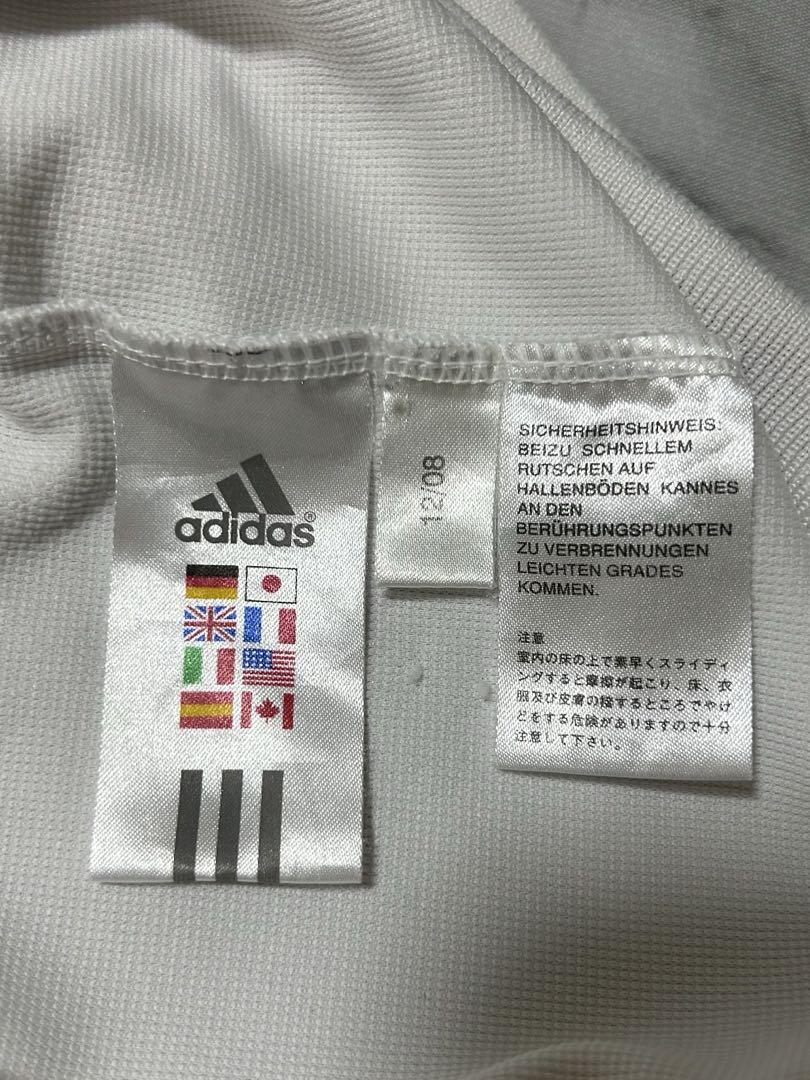 adidas®
12/08
SICHERHEITSHINWEIS:
BEIZU SCHNELLEM
RUTSCHEN AUF
HALLENBÖDEN KANNES
AN DEN
BERÜHRUNGSPUNKTEN
ZU VERBRENNUNGEN
LEICHTEN GRADES
KOMMEN.
注意
室内の床の上で素早くスライディ
ングすると摩擦が起こり、床、衣
服及び皮膚の接するところでやけ
どをする危険がありますので十分
注意して下さい。